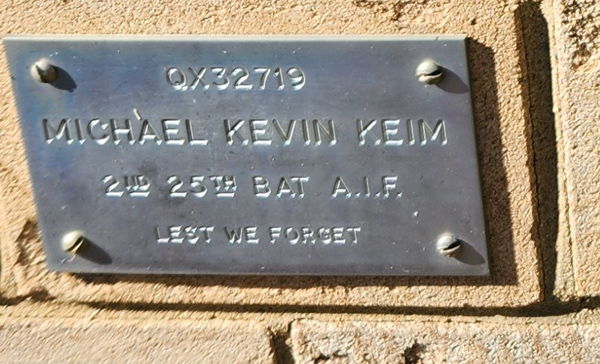 QX32719
MICHAEL KEVIN KEIM
2ND 25TH BAT A.I.F.
LEST WE FORGET